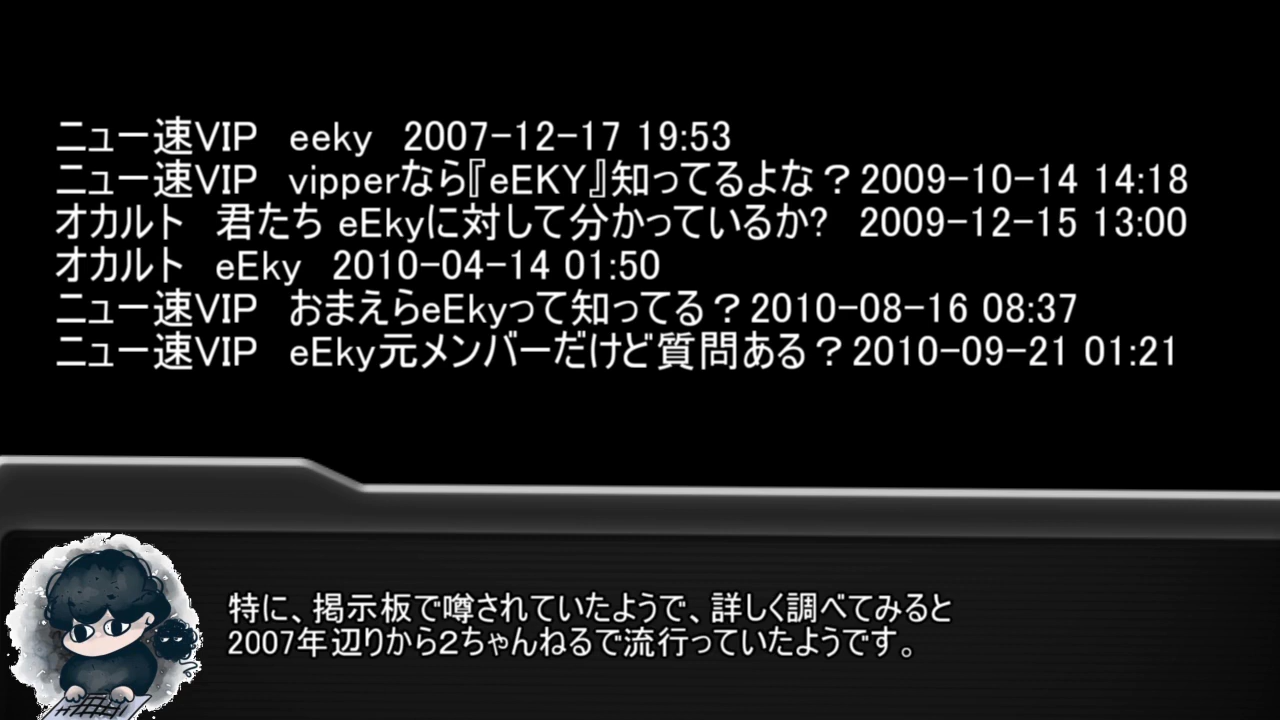 ニュー速VIP　eeky　2007-12-17 19:53
ニュー速VIP　vipperなら『eEKY』知ってるよな？2009-10-14 14:18
オカルト　君たち eEkyに対して分かっているか?　2009-12-15 13:00
オカルト　eEky　2010-04-14 01:50
ニュー速VIP　おまえらeEkyって知ってる？2010-08-16 08:37
ニュー速VIP　eEky元メンバーだけど質問ある？2010-09-21 01:21
特に、掲示板で噂されていたようで、詳しく調べてみると
2007年辺りから２ちゃんねるで流行っていたようです。